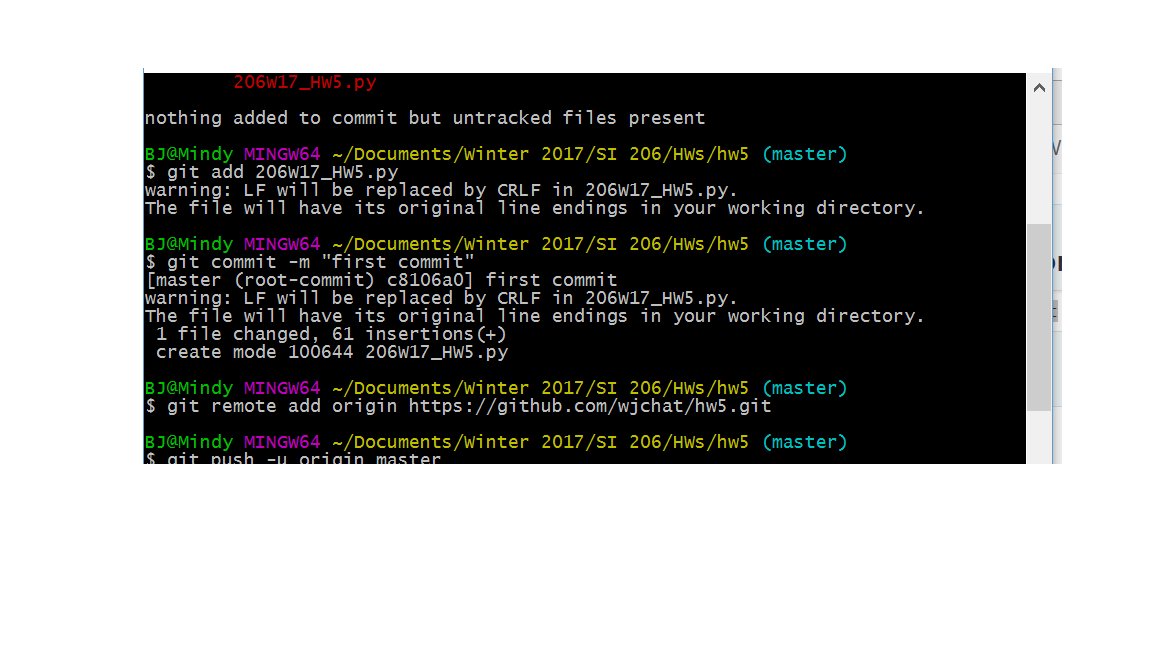 206W17_HW5.py
nothing added to commit but untracked files present
BJ@Mindy MINGW64 ~/Documents/Winter 2017/SI 206/HWs/hw5 (master)
$ git add 206W17_HW5.py
warning: LF will be replaced by CRLF in 206W17_HW5.py.
The file will have its original line endings in your working directory.
BJ@Mindy MINGW64 ~/Documents/Winter 2017/SI 206/HWs/hw5 (master)
$ git commit -m "first commit"
[master (root-commit) c8106a0] first commit
warning: LF will be replaced by CRLF in 206W17_HW5.py.
The file will have its original line endings in your working directory.
 1 file changed, 61 insertions(+)
 create mode 100644 206W17_HW5.py
BJ@Mindy MINGW64 ~/Documents/Winter 2017/SI 206/HWs/hw5 (master)
$ git remote add origin https://github.com/wjchat/hw5.git
BJ@Mindy MINGW64 ~/Documents/Winter 2017/SI 206/HWs/hw5 (master)
$ git push -u origin master